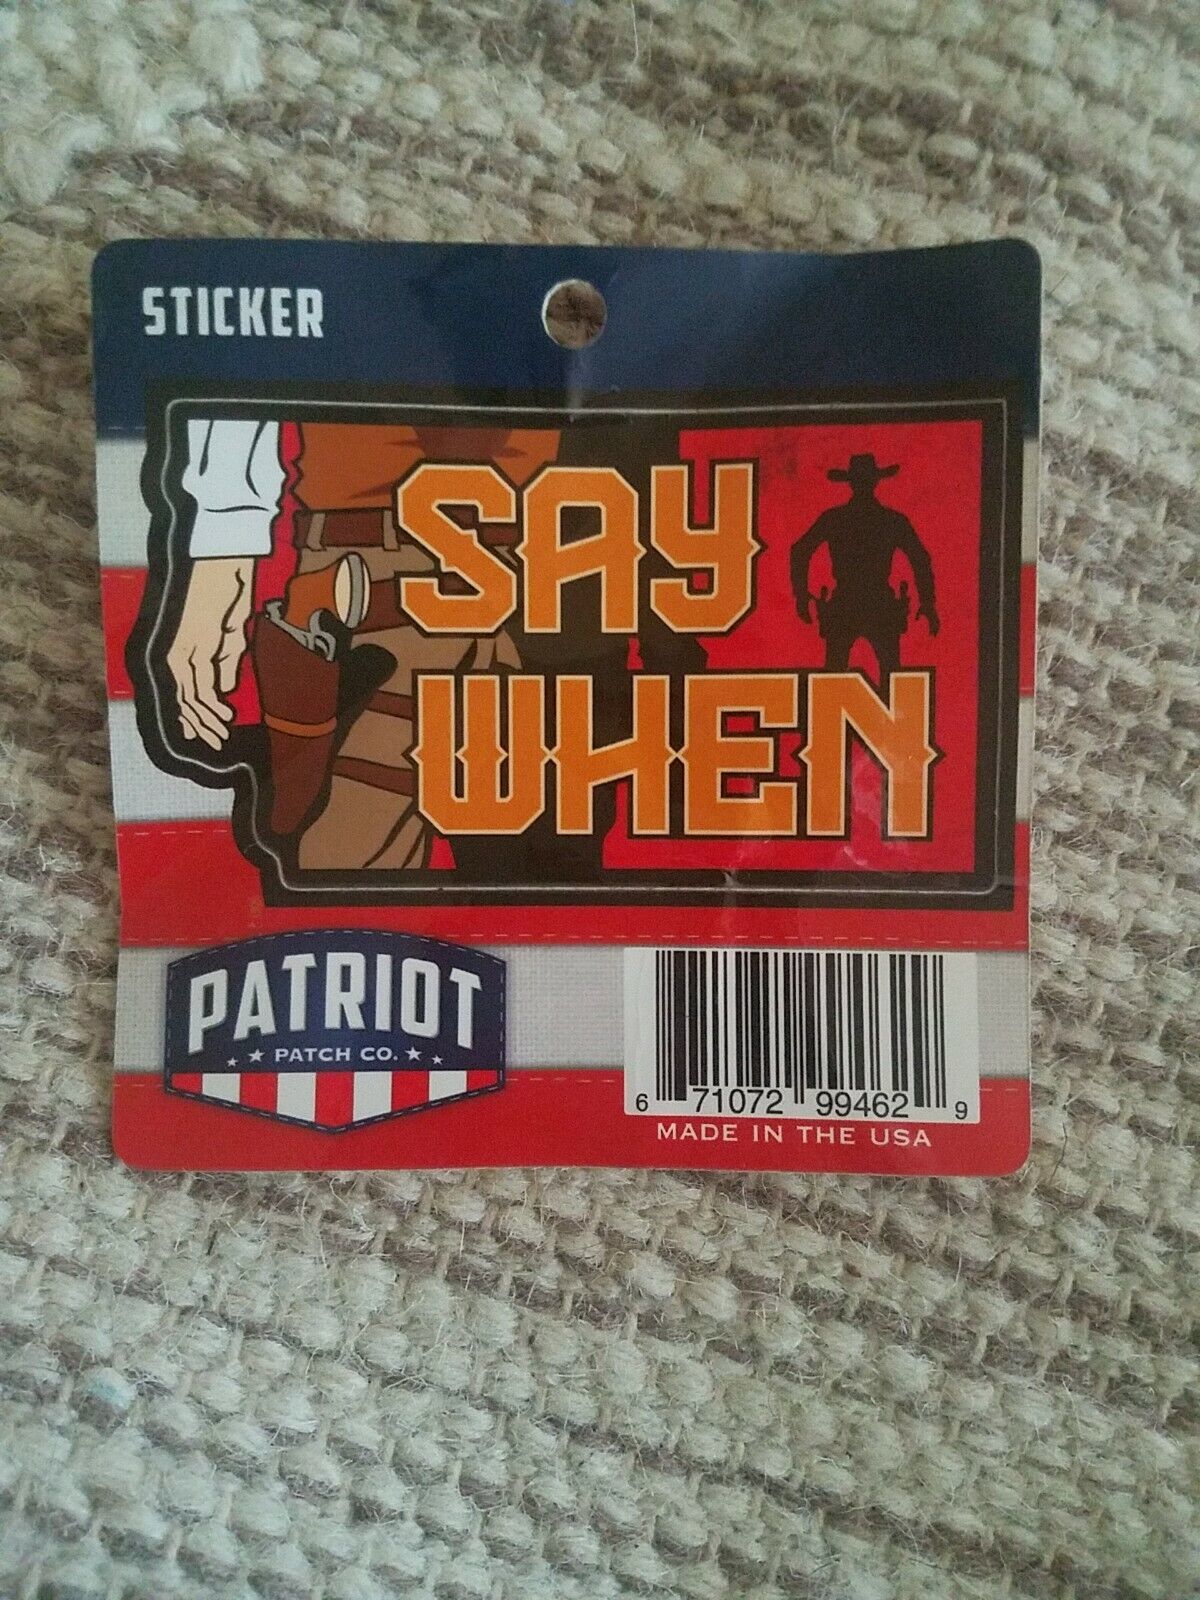 STICKER
SAY
WHEN
PATRIOT
PATCH CO.
6 71072 99462 9
MADE IN THE USA